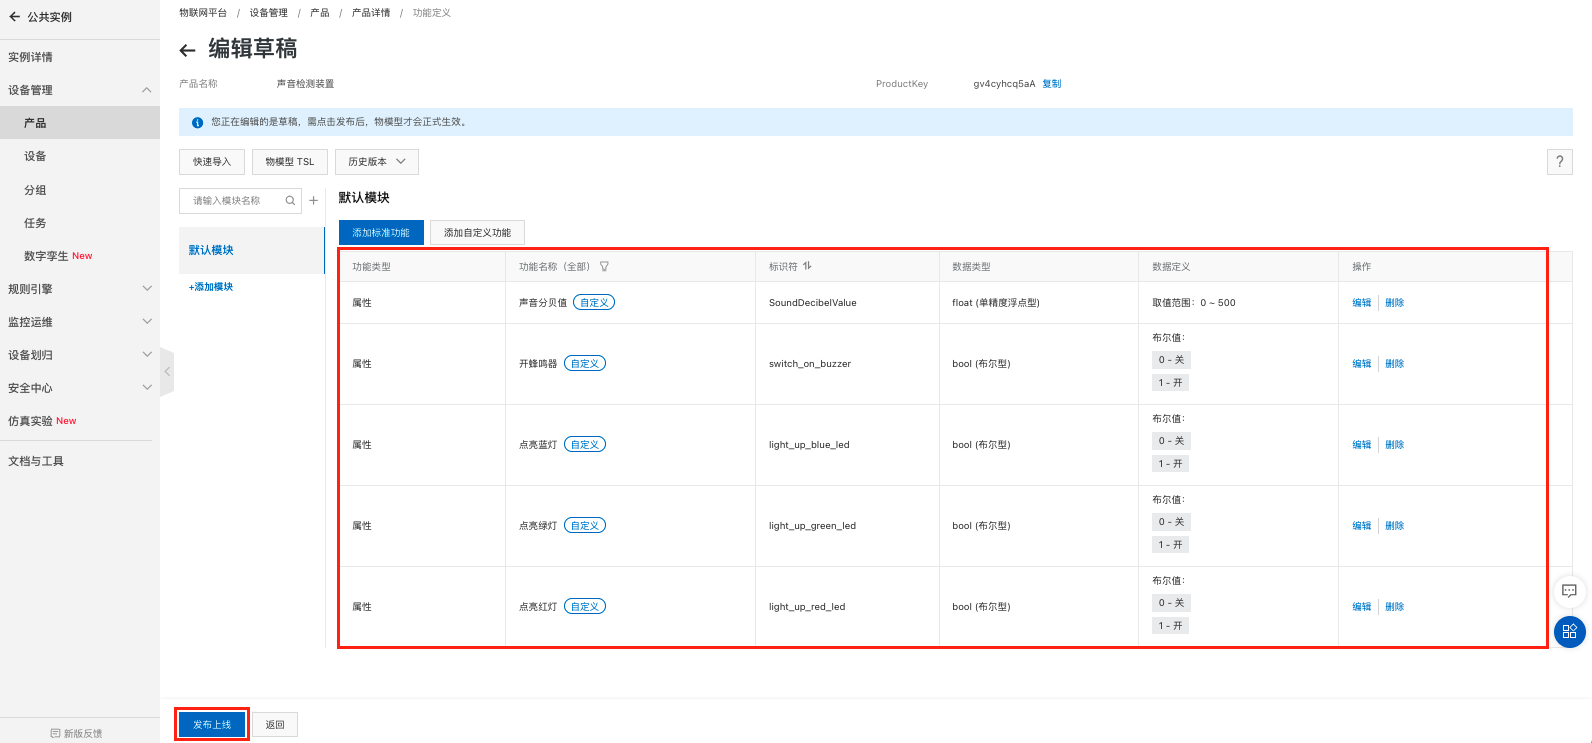 公共实例
实例详情
设备管理
产品
设备
分组
任务
数字孪生 New
规则引擎
监控运维
设备划归
安全中心
仿真实验 New
文档与工具
新版反馈
物联网平台 / 设备管理 / 产品 / 产品详情 / 功能定义
编辑草稿
产品名称 声音检测装置 ProductKey gv4cyhcq5aA 复制
您正在编辑的是草稿，需点击发布后，物模型才会正式生效。
快速导入 物模型 TSL 历史版本 ?
请输入模块名称 +
默认模块
+添加模块
默认模块
添加标准功能 添加自定义功能
功能类型 功能名称（全部） 标识符 数据类型 数据定义 操作
属性 声音分贝值 自定义 SoundDecibelValue float (单精度浮点型) 取值范围：0 ~ 500 编辑 删除
属性 开蜂鸣器 自定义 switch_on_buzzer bool (布尔型) 布尔值： 编辑 删除
0 - 关
1 - 开
属性 点亮蓝灯 自定义 light_up_blue_led bool (布尔型) 布尔值： 编辑 删除
0 - 关
1 - 开
属性 点亮绿灯 自定义 light_up_green_led bool (布尔型) 布尔值： 编辑 删除
0 - 关
1 - 开
属性 点亮红灯 自定义 light_up_red_led bool (布尔型) 布尔值： 编辑 删除
0 - 关
1 - 开
发布上线 返回